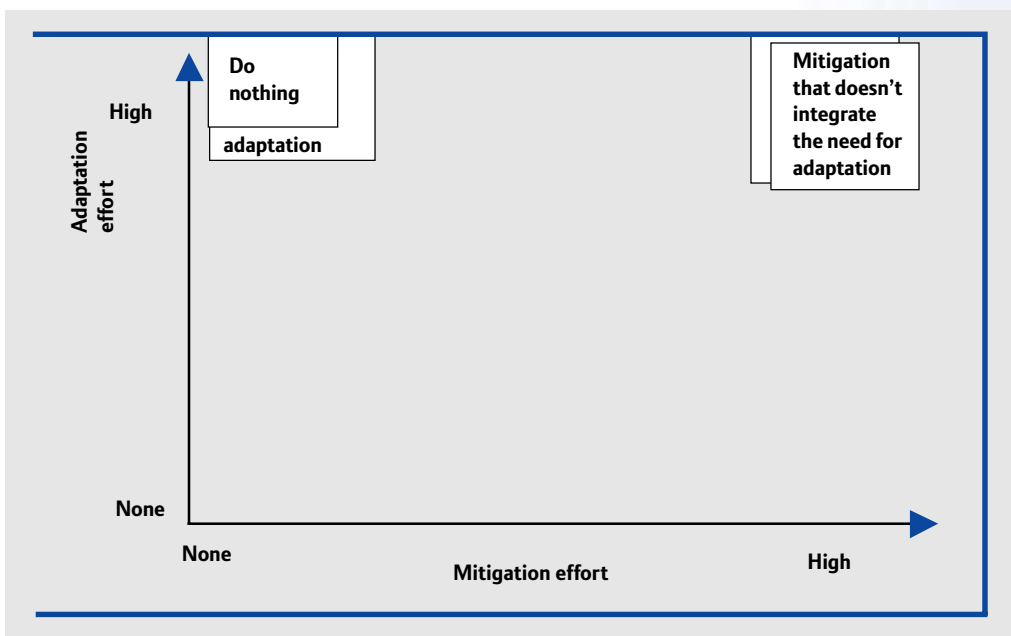 Do
nothing
adaptation
Mitigation
that doesn't
integrate
the need for
adaptation
High
Adaptation
effort
None
None
Mitigation effort
High